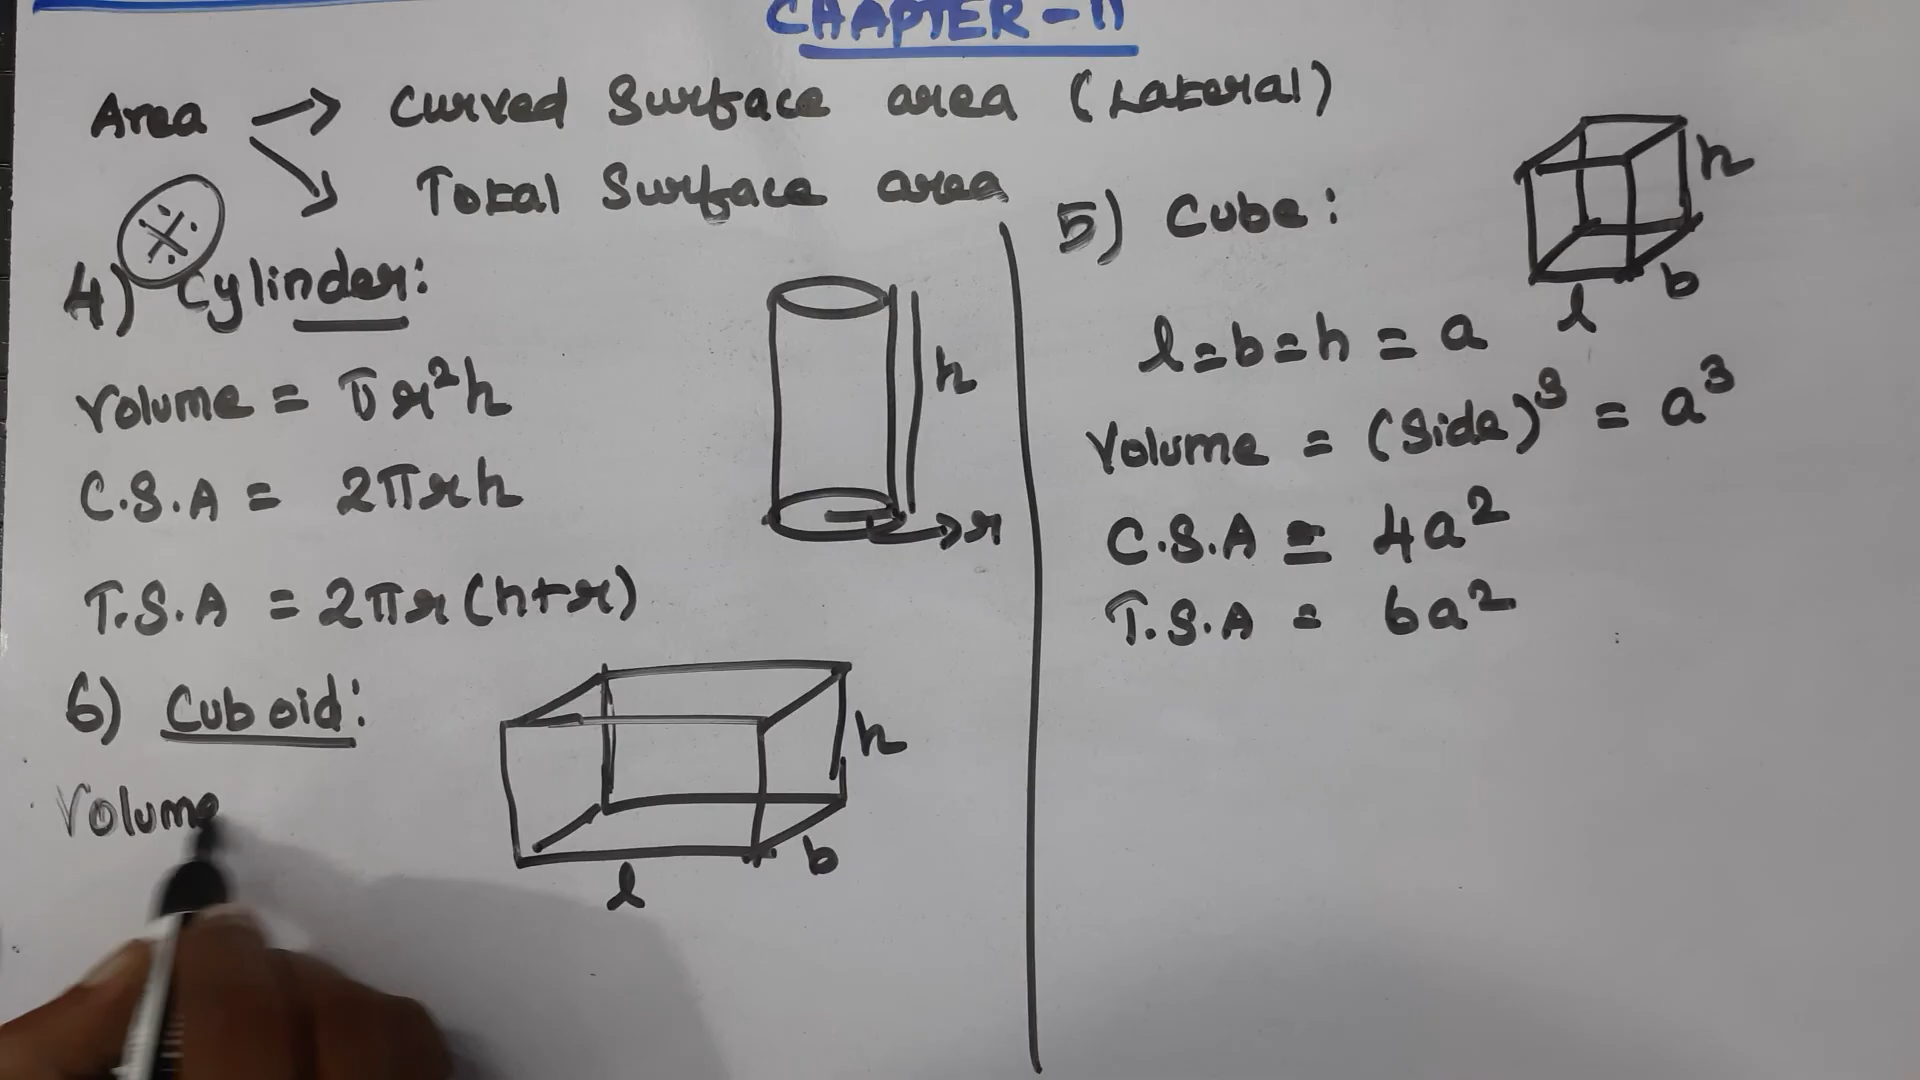 CHAPTER - 11
Area → Curved Surface area (Lateral)
↘ Total Surface area
4) Cylinder:
Volume = πr²h
C.S.A = 2πrh
T.S.A = 2πr(h+r)
h
r
6) Cuboid:
Volume
h
b
l
5) Cube:
h
b
l
l=b=h = a
Volume = (Side)³ = a³
C.S.A = 4a²
T.S.A = 6a²